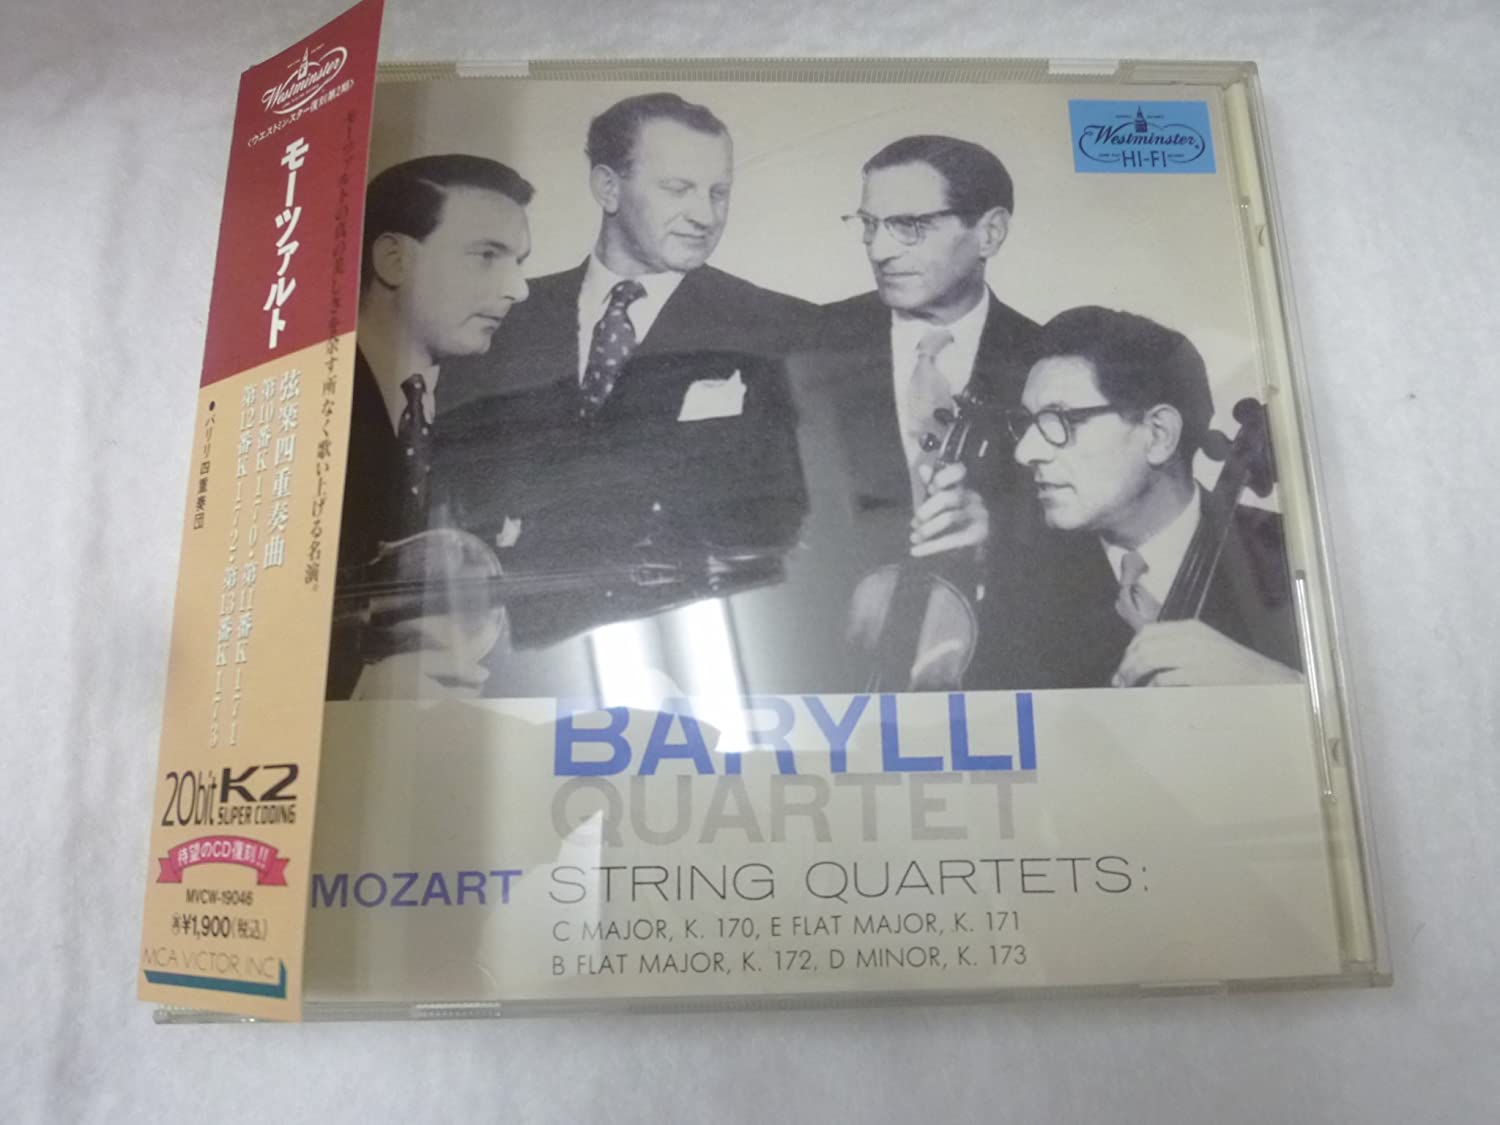 Westminster
〈ウエストミンスター復刻第2期〉
モーツァルト
モーツァルトの真の美しさを余す所なく歌い上げる名演。
弦楽四重奏曲
第10番K170・第11番K171
第12番K172・第13番K173
●バリリ四重奏団
20bit K2
SUPER CODING
待望のCD復刻!!
MVCW-19046
¥1,900(税込)
MCA VICTOR, INC.
Westminster
HI-FI
BARYLLI
QUARTET
MOZART STRING QUARTETS:
C MAJOR, K. 170, E FLAT MAJOR, K. 171
B FLAT MAJOR, K. 172, D MINOR, K. 173